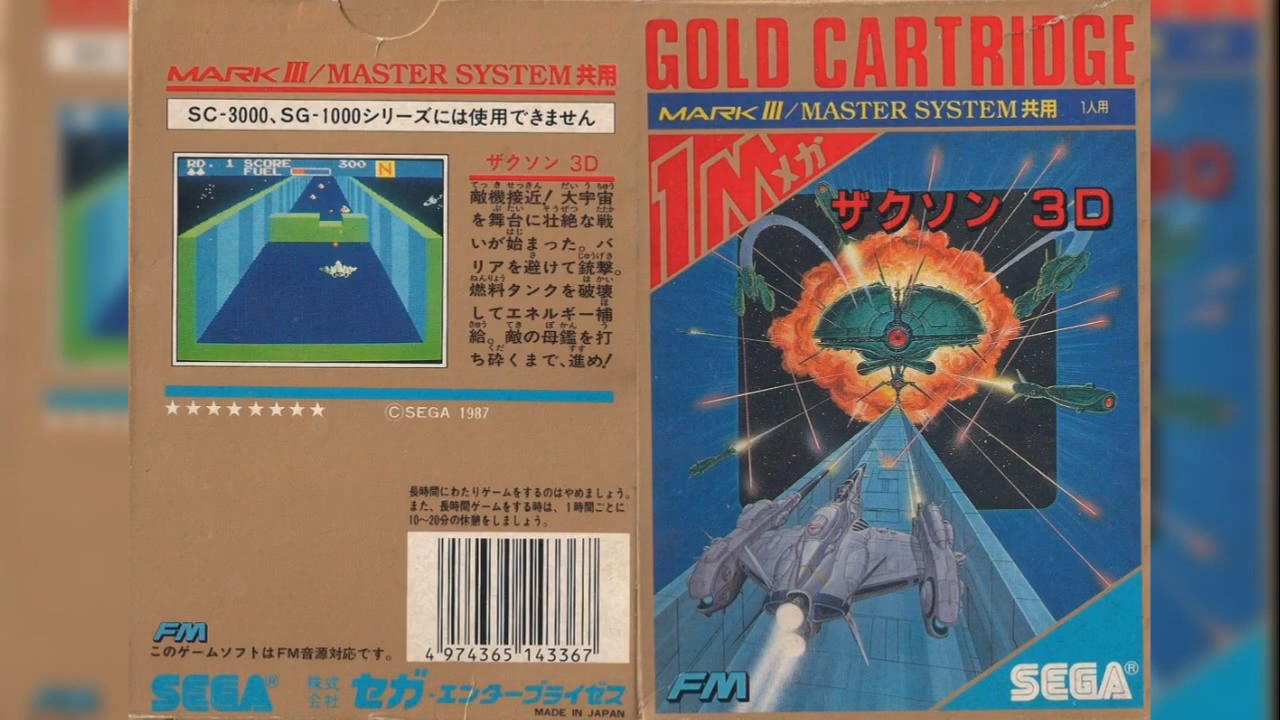 MARK III/MASTER SYSTEM共用
SC-3000、SG-1000シリーズには使用できません
RD. 1 SCORE 300 N
FUEL
ザクソン 3D
敵機接近!大宇宙
を舞台に壮絶な戦
いが始まった。バ
リアを避けて銃撃。
燃料タンクを破壊
してエネルギー補
給。敵の母鑑を打
ち砕くまで、進め!
★★★★★★★★
©SEGA 1987
長時間にわたりゲームをするのはやめましょう。
また、長時間ゲームをする時は、1時間ごとに
10〜20分の休憩をしましょう。
4 974365 143367
FM
このゲームソフトはFM音源対応です。
SEGA® 株式会社 セガ・エンタープライゼス
MADE IN JAPAN
GOLD CARTRIDGE
MARK III/MASTER SYSTEM共用 1人用
1Mメガ
ザクソン 3D
FM
SEGA®